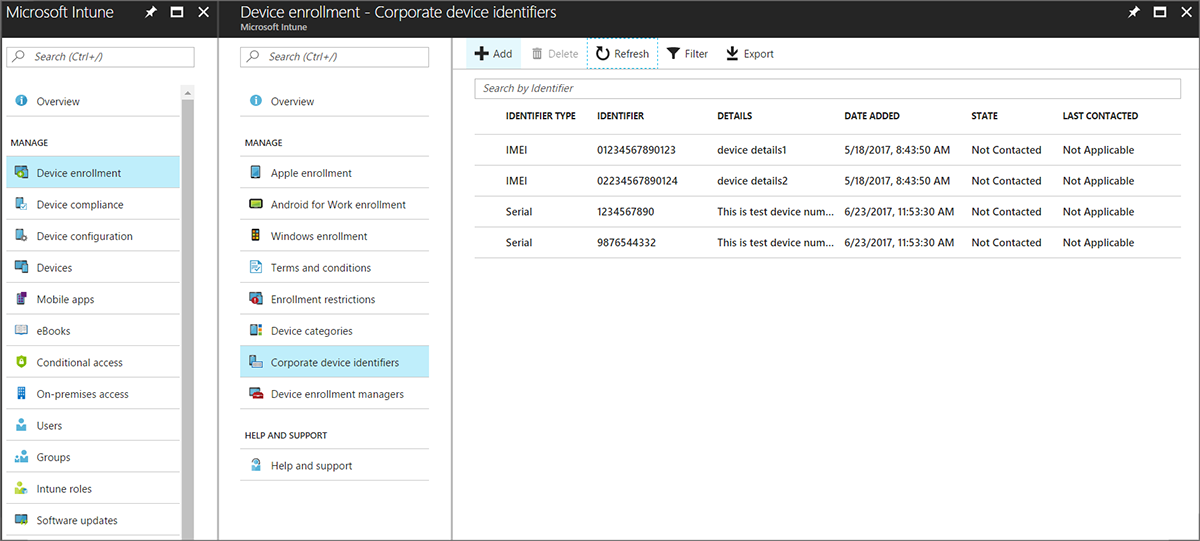 Microsoft Intune
Search (Ctrl+/)
Overview
MANAGE
Device enrollment
Device compliance
Device configuration
Devices
Mobile apps
eBooks
Conditional access
On-premises access
Users
Groups
Intune roles
Software updates
Device enrollment - Corporate device identifiers
Microsoft Intune
Search (Ctrl+/)
Overview
MANAGE
Apple enrollment
Android for Work enrollment
Windows enrollment
Terms and conditions
Enrollment restrictions
Device categories
Corporate device identifiers
Device enrollment managers
HELP AND SUPPORT
Help and support
Add Delete Refresh Filter Export
Search by Identifier
IDENTIFIER TYPE IDENTIFIER DETAILS DATE ADDED STATE LAST CONTACTED
IMEI 01234567890123 device details1 5/18/2017, 8:43:50 AM Not Contacted Not Applicable
IMEI 02234567890124 device details2 5/18/2017, 8:43:50 AM Not Contacted Not Applicable
Serial 1234567890 This is test device num... 6/23/2017, 11:53:30 AM Not Contacted Not Applicable
Serial 9876544332 This is test device num... 6/23/2017, 11:53:30 AM Not Contacted Not Applicable